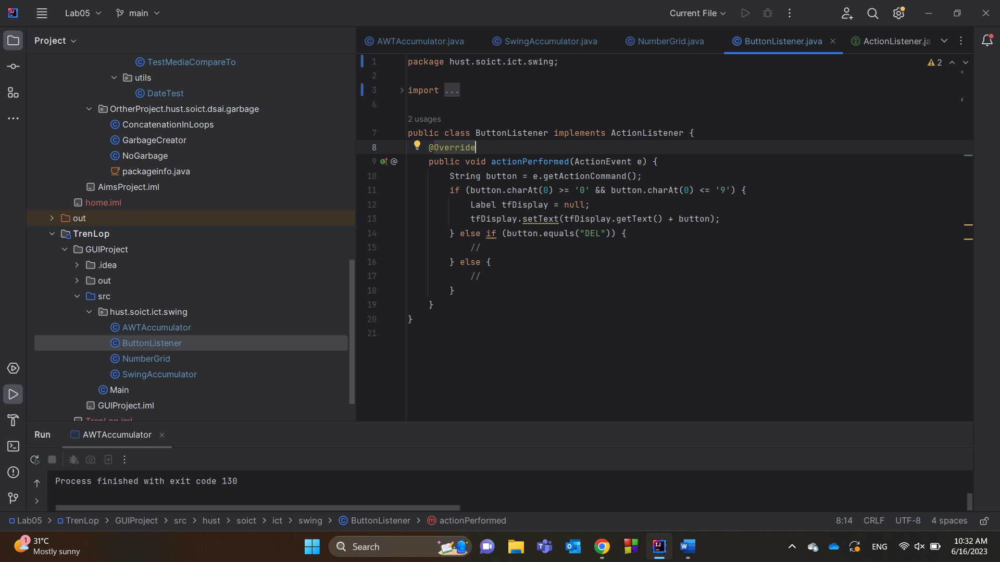 Lab05
main
Current File
Project
AWTAccumulator.java
SwingAccumulator.java
NumberGrid.java
ButtonListener.java
ActionListener.ja
TestMediaCompareTo
utils
DateTest
OrtherProject.hust.soict.dsai.garbage
ConcatenationInLoops
GarbageCreator
NoGarbage
packageinfo.java
AimsProject.iml
home.iml
out
TrenLop
GUIProject
.idea
out
src
hust.soict.ict.swing
AWTAccumulator
ButtonListener
NumberGrid
SwingAccumulator
Main
GUIProject.iml
TrenLop.iml
2
1 package hust.soict.ict.swing;
2
3 import ...
6
2 usages
7 public class ButtonListener implements ActionListener {
8 @Override
9 public void actionPerformed(ActionEvent e) {
10 String button = e.getActionCommand();
11 if (button.charAt(0) >= '0' && button.charAt(0) <= '9') {
12 Label tfDisplay = null;
13 tfDisplay.setText(tfDisplay.getText() + button);
14 } else if (button.equals("DEL")) {
15 //
16 } else {
17 //
18 }
19 }
20 }
21
Run
AWTAccumulator
Process finished with exit code 130
Lab05 > TrenLop > GUIProject > src > hust > soict > ict > swing > ButtonListener > actionPerformed
8:14 CRLF UTF-8 4 spaces
1
31°C
Mostly sunny
Search
ENG
10:32 AM
6/16/2023